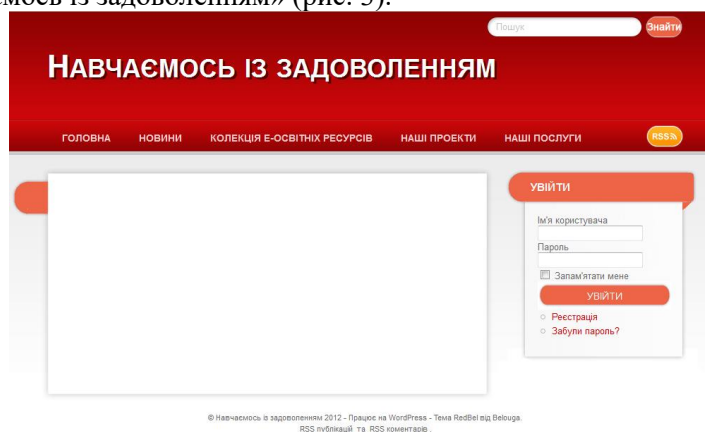 ємось із задоволенням» (рис. 3).
Пошук
Знайти
НАВЧАЄМОСЬ ІЗ ЗАДОВОЛЕННЯМ
ГОЛОВНА НОВИНИ КОЛЕКЦІЯ Е-ОСВІТНІХ РЕСУРСІВ НАШІ ПРОЕКТИ НАШІ ПОСЛУГИ RSS
УВІЙТИ
Ім'я користувача
Пароль
Запам'ятати мене
УВІЙТИ
Реєстрація
Забули пароль?
© Навчаємось із задоволенням 2012 - Працює на WordPress - Тема RedBel від Belouga.
RSS публікацій та RSS коментарів .